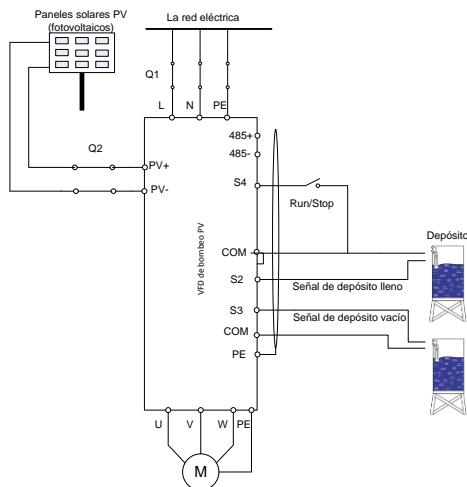 Paneles solares PV
(fotovoltaicos)
La red eléctrica
Q1
L N PE
Q2
485+
485-
PV+
PV-
S4
Run/Stop
VFD de bombeo PV
COM
Depósito
S2
Señal de depósito lleno
S3
Señal de depósito vacío
COM
PE
U V W PE
M